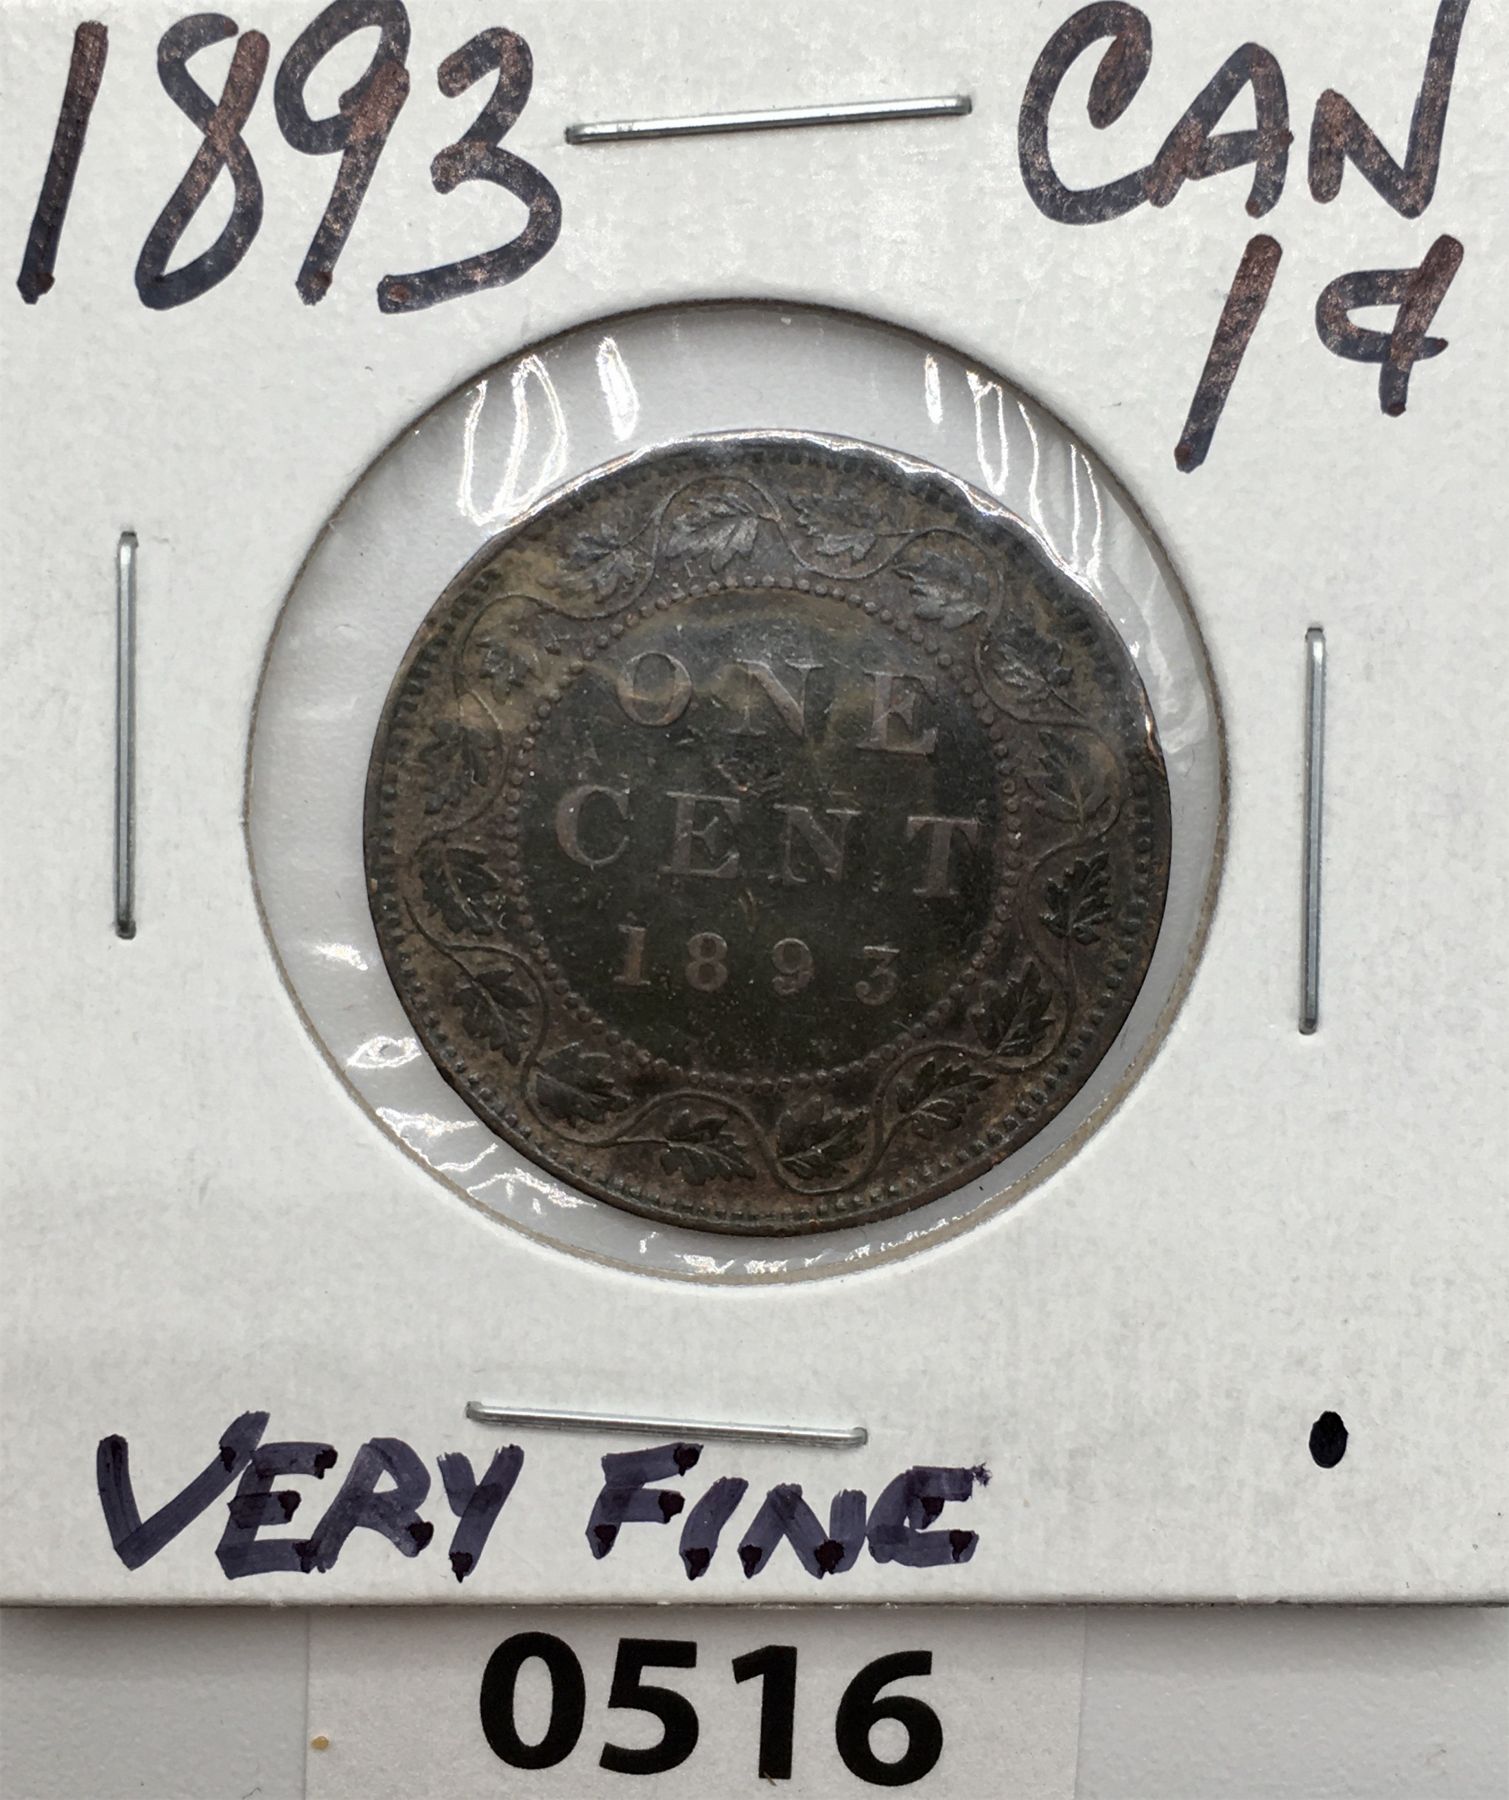 1893 CAN
1¢
ONE
CENT
1893
VERY FINE
0516